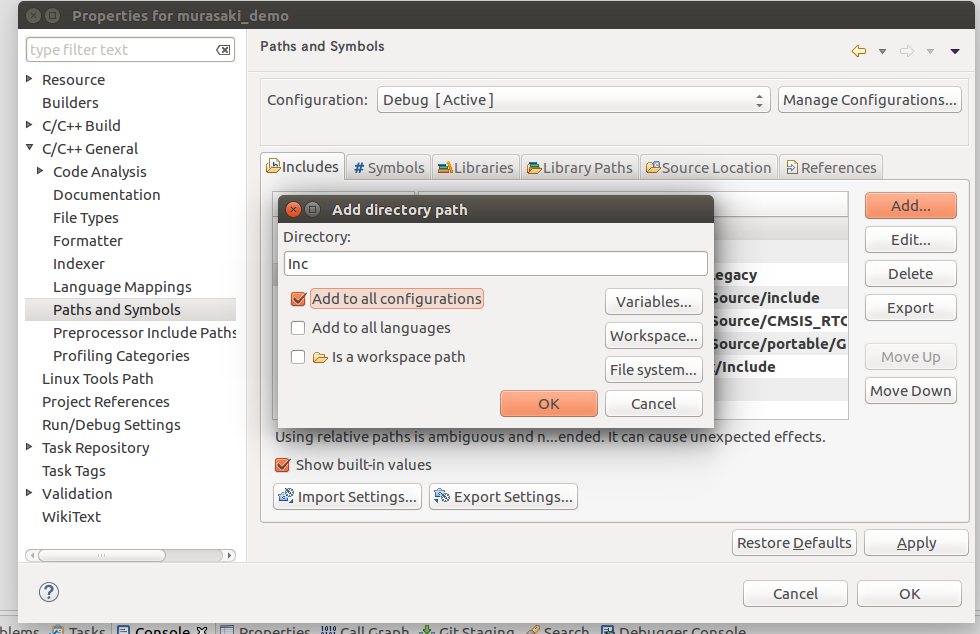 Properties for murasaki_demo
type filter text
Resource
Builders
C/C++ Build
C/C++ General
Code Analysis
Documentation
File Types
Formatter
Indexer
Language Mappings
Paths and Symbols
Preprocessor Include Paths
Profiling Categories
Linux Tools Path
Project References
Run/Debug Settings
Task Repository
Task Tags
Validation
WikiText
Paths and Symbols
Configuration: Debug [Active] Manage Configurations...
Includes # Symbols Libraries Library Paths Source Location References
Add directory path
Directory:
Inc
Add to all configurations
Add to all languages
Is a workspace path
Variables...
Workspace...
File system...
OK Cancel
egacy
Source/include
Source/CMSIS_RTO
Source/portable/G
/Include
Add...
Edit...
Delete
Export
Move Up
Move Down
Using relative paths is ambiguous and n...ended. It can cause unexpected effects.
Show built-in values
Import Settings... Export Settings...
Restore Defaults Apply
Cancel OK
blems Tasks Console Properties Call Graph Git Staging Search Debugger Console